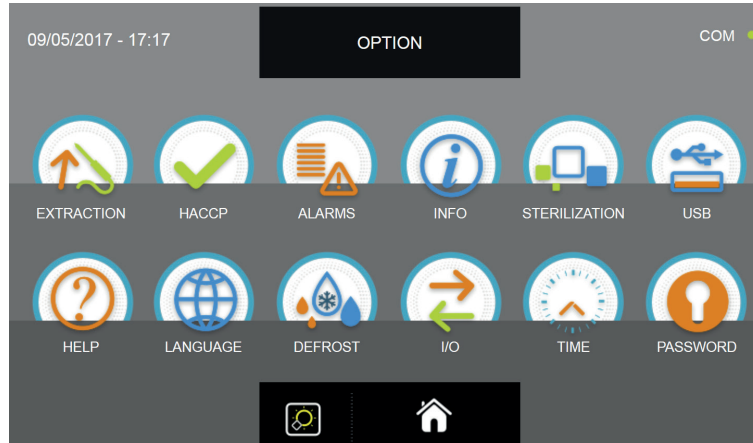 09/05/2017 - 17:17
OPTION
COM
EXTRACTION
HACCP
ALARMS
INFO
STERILIZATION
USB
HELP
LANGUAGE
DEFROST
I/O
TIME
PASSWORD